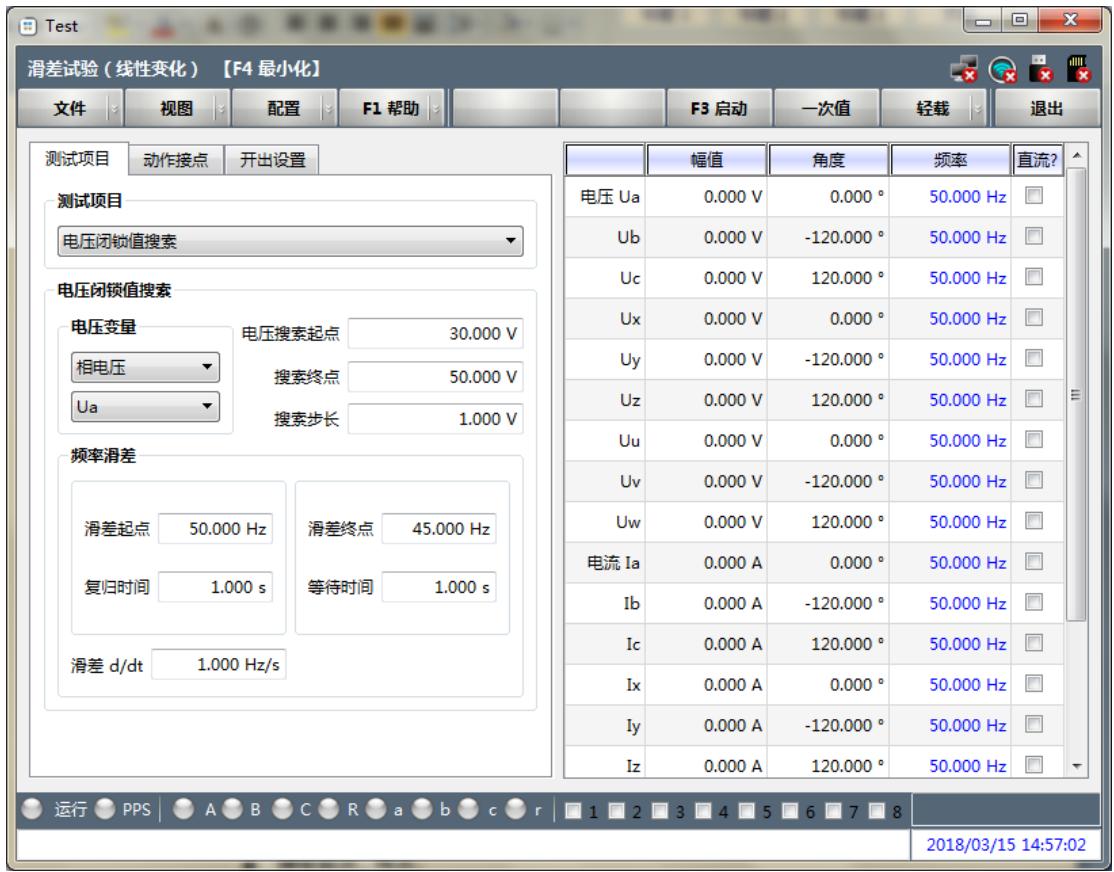 Test
滑差试验（线性变化） 【F4 最小化】
文件 视图 配置 F1 帮助 F3 启动 一次值 轻载 退出
测试项目 动作接点 开出设置
测试项目
电压闭锁值搜索
电压闭锁值搜索
电压变量
相电压
Ua
电压搜索起点 30.000 V
搜索终点 50.000 V
搜索步长 1.000 V
频率滑差
滑差起点 50.000 Hz 滑差终点 45.000 Hz
复归时间 1.000 s 等待时间 1.000 s
滑差 d/dt 1.000 Hz/s
幅值 角度 频率 直流?
电压 Ua 0.000 V 0.000 ° 50.000 Hz
Ub 0.000 V -120.000 ° 50.000 Hz
Uc 0.000 V 120.000 ° 50.000 Hz
Ux 0.000 V 0.000 ° 50.000 Hz
Uy 0.000 V -120.000 ° 50.000 Hz
Uz 0.000 V 120.000 ° 50.000 Hz
Uu 0.000 V 0.000 ° 50.000 Hz
Uv 0.000 V -120.000 ° 50.000 Hz
Uw 0.000 V 120.000 ° 50.000 Hz
电流 Ia 0.000 A 0.000 ° 50.000 Hz
Ib 0.000 A -120.000 ° 50.000 Hz
Ic 0.000 A 120.000 ° 50.000 Hz
Ix 0.000 A 0.000 ° 50.000 Hz
Iy 0.000 A -120.000 ° 50.000 Hz
Iz 0.000 A 120.000 ° 50.000 Hz
运行 PPS A B C R a b c r 1 2 3 4 5 6 7 8
2018/03/15 14:57:02